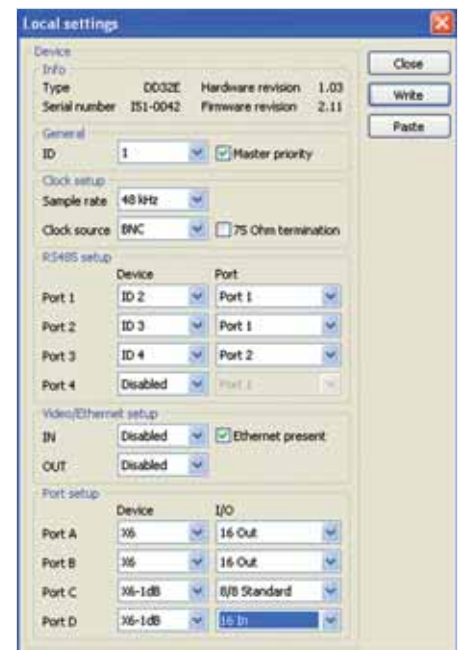 Local settings
Close
Write
Paste
Device
Info
Type DD32E Hardware revision 1.03
Serial number IS1-0042 Firmware revision 2.11
General
ID 1 Master priority
Clock setup
Sample rate 48 kHz
Clock source BNC 75 Ohm termination
RS485 setup
Device Port
Port 1 ID 2 Port 1
Port 2 ID 3 Port 1
Port 3 ID 4 Port 2
Port 4 Disabled Port 1
Video/Ethernet setup
IN Disabled Ethernet present
OUT Disabled
Port setup
Device I/O
Port A X6 16 Out
Port B X6 16 Out
Port C X6-1dB 8/8 Standard
Port D X6-1dB 16 In